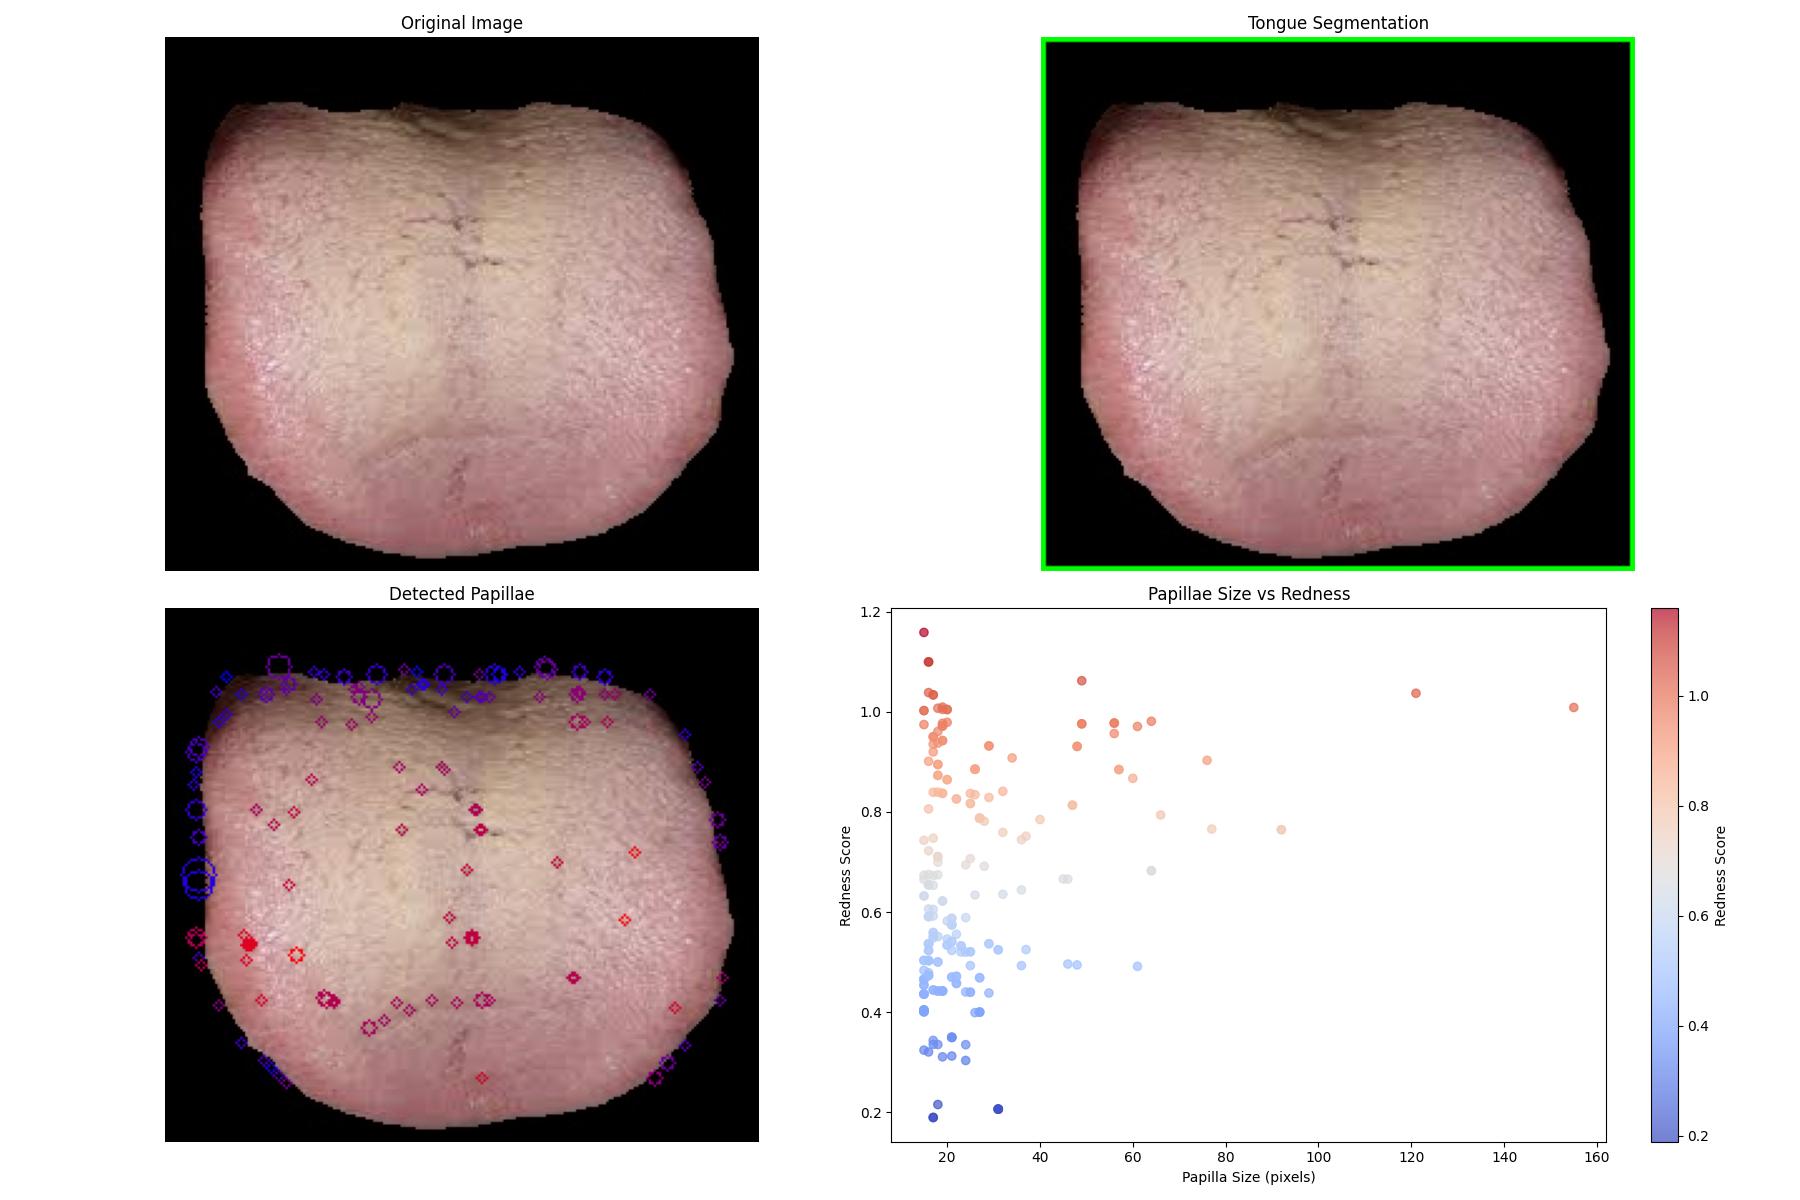 Original Image
Tongue Segmentation
Detected Papillae
Papillae Size vs Redness
1.2
1.0
0.8
0.6
0.4
0.2
Redness Score
20
40
60
80
100
120
140
160
Papilla Size (pixels)
1.0
0.8
0.6
0.4
0.2
Redness Score